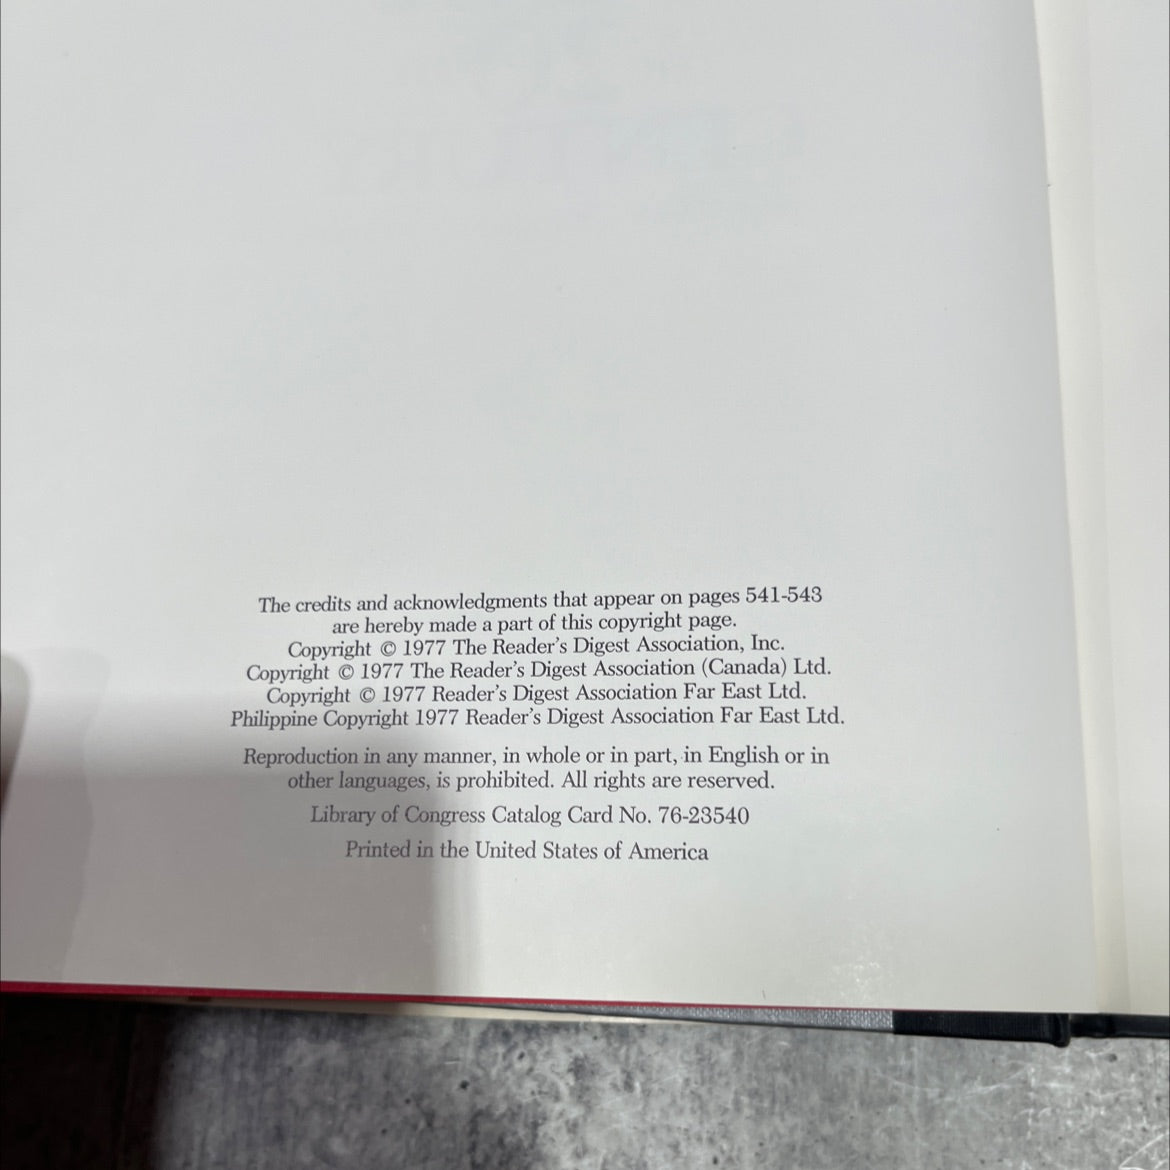 The credits and acknowledgments that appear on pages 541-543
are hereby made a part of this copyright page.
Copyright © 1977 The Reader's Digest Association, Inc.
Copyright © 1977 The Reader's Digest Association (Canada) Ltd.
Copyright © 1977 Reader's Digest Association Far East Ltd.
Philippine Copyright 1977 Reader's Digest Association Far East Ltd.
Reproduction in any manner, in whole or in part, in English or in
other languages, is prohibited. All rights are reserved.
Library of Congress Catalog Card No. 76-23540
Printed in the United States of America